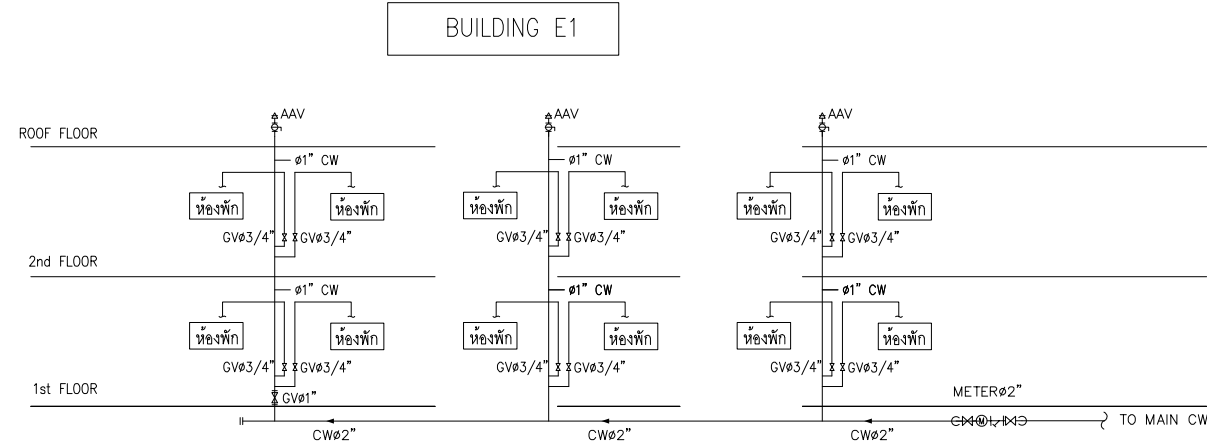 BUILDING E1
AAV AAV AAV
ROOF FLOOR
ø1” CW ø1” CW ø1” CW
ห้องพัก ห้องพัก ห้องพัก ห้องพัก ห้องพัก ห้องพัก
GVø3/4” GVø3/4” GVø3/4” GVø3/4” GVø3/4” GVø3/4”
2nd FLOOR
ø1” CW ø1” CW ø1” CW
ห้องพัก ห้องพัก ห้องพัก ห้องพัก ห้องพัก ห้องพัก
GVø3/4” GVø3/4” GVø3/4” GVø3/4” GVø3/4” GVø3/4”
1st FLOOR
GVø1”
METERø2”
M
TO MAIN CW
CWø2” CWø2” CWø2”